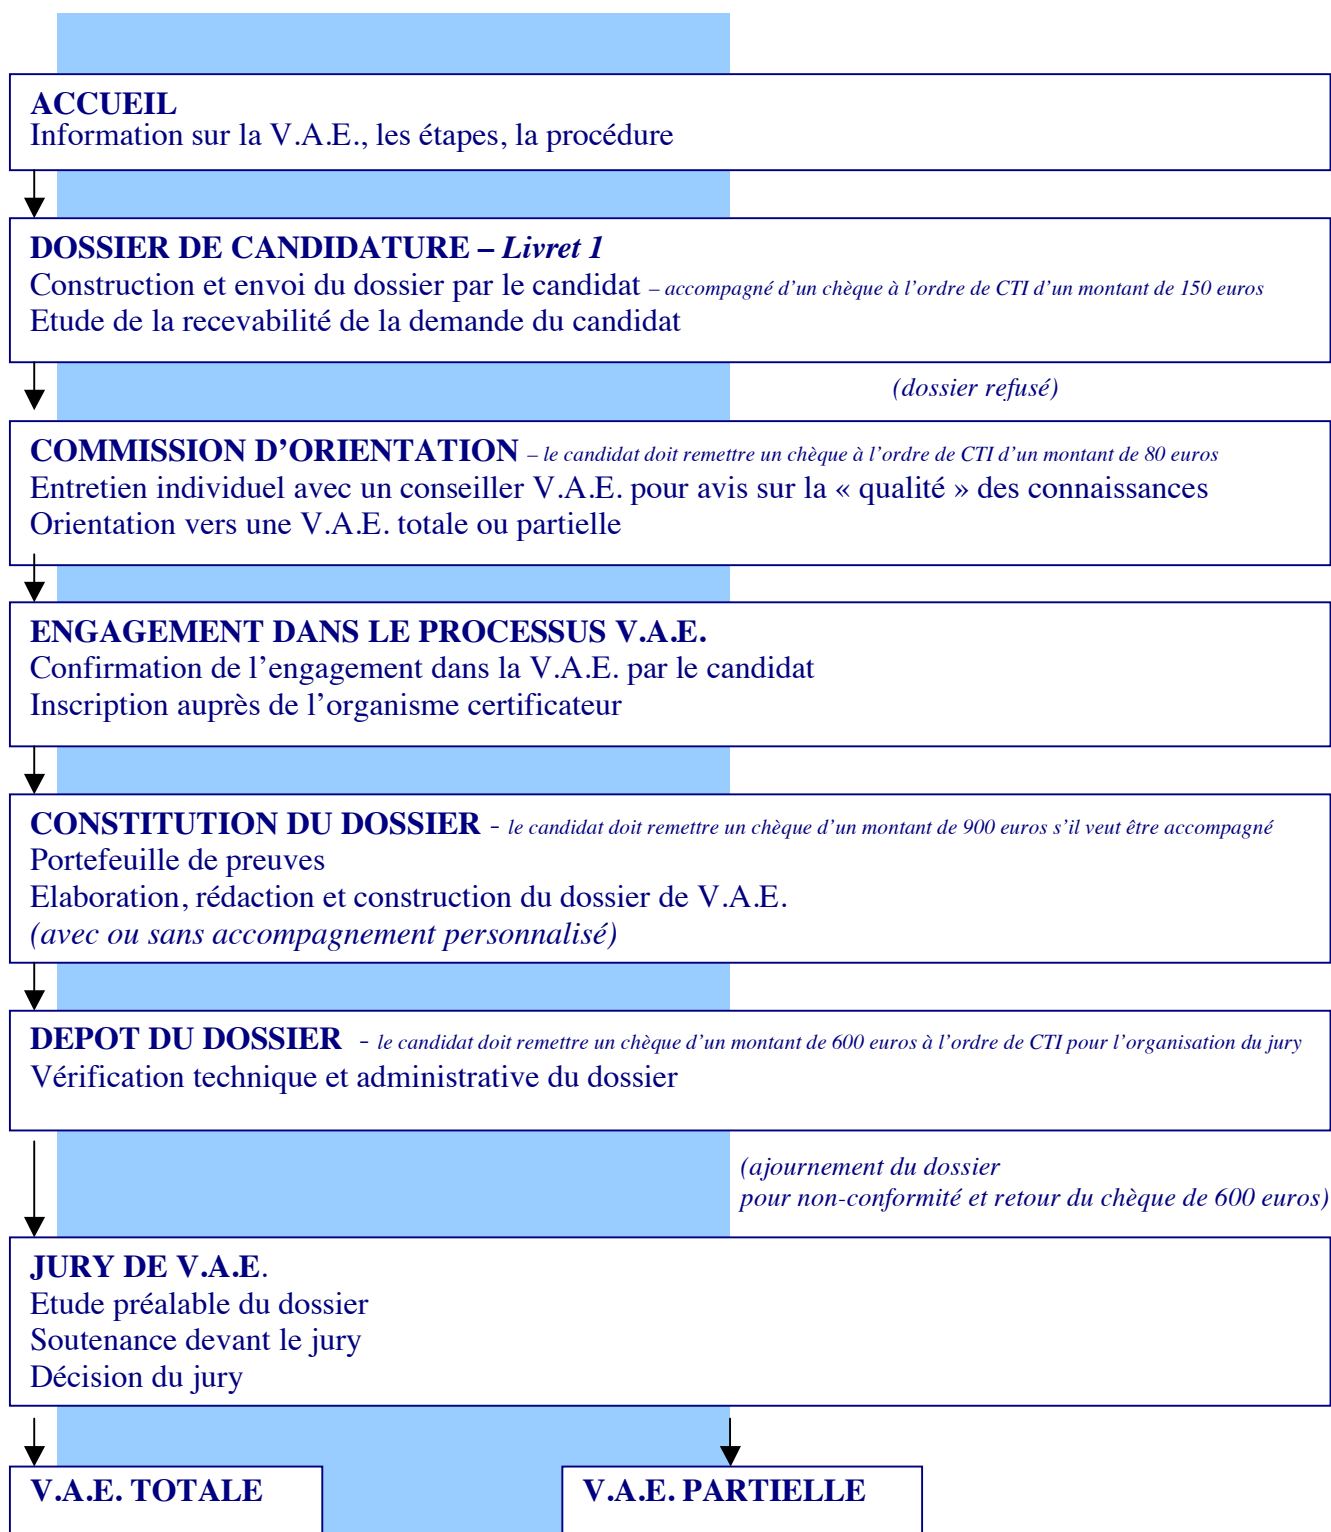 ACCUEIL
Information sur la V.A.E., les étapes, la procédure
DOSSIER DE CANDIDATURE – Livret 1
Construction et envoi du dossier par le candidat – accompagné d’un chèque à l’ordre de CTI d’un montant de 150 euros
Etude de la recevabilité de la demande du candidat
(dossier refusé)
COMMISSION D’ORIENTATION – le candidat doit remettre un chèque à l’ordre de CTI d’un montant de 80 euros
Entretien individuel avec un conseiller V.A.E. pour avis sur la « qualité » des connaissances
Orientation vers une V.A.E. totale ou partielle
ENGAGEMENT DANS LE PROCESSUS V.A.E.
Confirmation de l’engagement dans la V.A.E. par le candidat
Inscription auprès de l’organisme certificateur
CONSTITUTION DU DOSSIER - le candidat doit remettre un chèque d’un montant de 900 euros s’il veut être accompagné
Portefeuille de preuves
Elaboration, rédaction et construction du dossier de V.A.E.
(avec ou sans accompagnement personnalisé)
DEPOT DU DOSSIER - le candidat doit remettre un chèque d’un montant de 600 euros à l’ordre de CTI pour l’organisation du jury
Vérification technique et administrative du dossier
(ajournement du dossier
pour non-conformité et retour du chèque de 600 euros)
JURY DE V.A.E.
Etude préalable du dossier
Soutenance devant le jury
Décision du jury
V.A.E. TOTALE
V.A.E. PARTIELLE